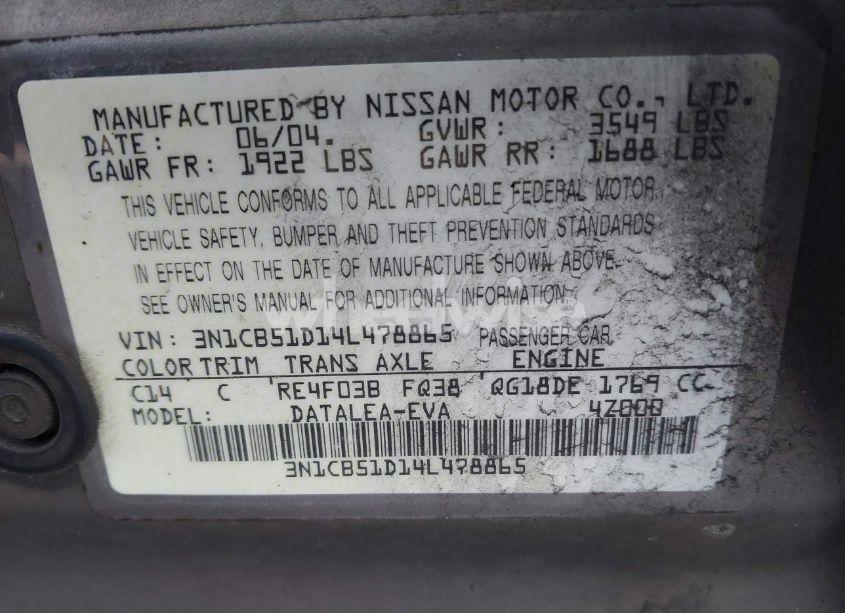 MANUFACTURED BY NISSAN MOTOR CO., LTD.
DATE: 06/04. GVWR: 3549 LBS
GAWR FR: 1922 LBS GAWR RR: 1688 LBS
THIS VEHICLE CONFORMS TO ALL APPLICABLE FEDERAL MOTOR
VEHICLE SAFETY, BUMPER AND THEFT PREVENTION STANDARDS
IN EFFECT ON THE DATE OF MANUFACTURE SHOWN ABOVE.
SEE OWNER'S MANUAL FOR ADDITIONAL INFORMATION.
wheelwise
VIN: 3N1CB51D14L478865 PASSENGER CAR
COLOR TRIM TRANS AXLE ENGINE
C14 C RE4F03B FQ38 QG18DE 1769 CC
MODEL: DATALEA-EVA 4Z000
3N1CB51D14L478865